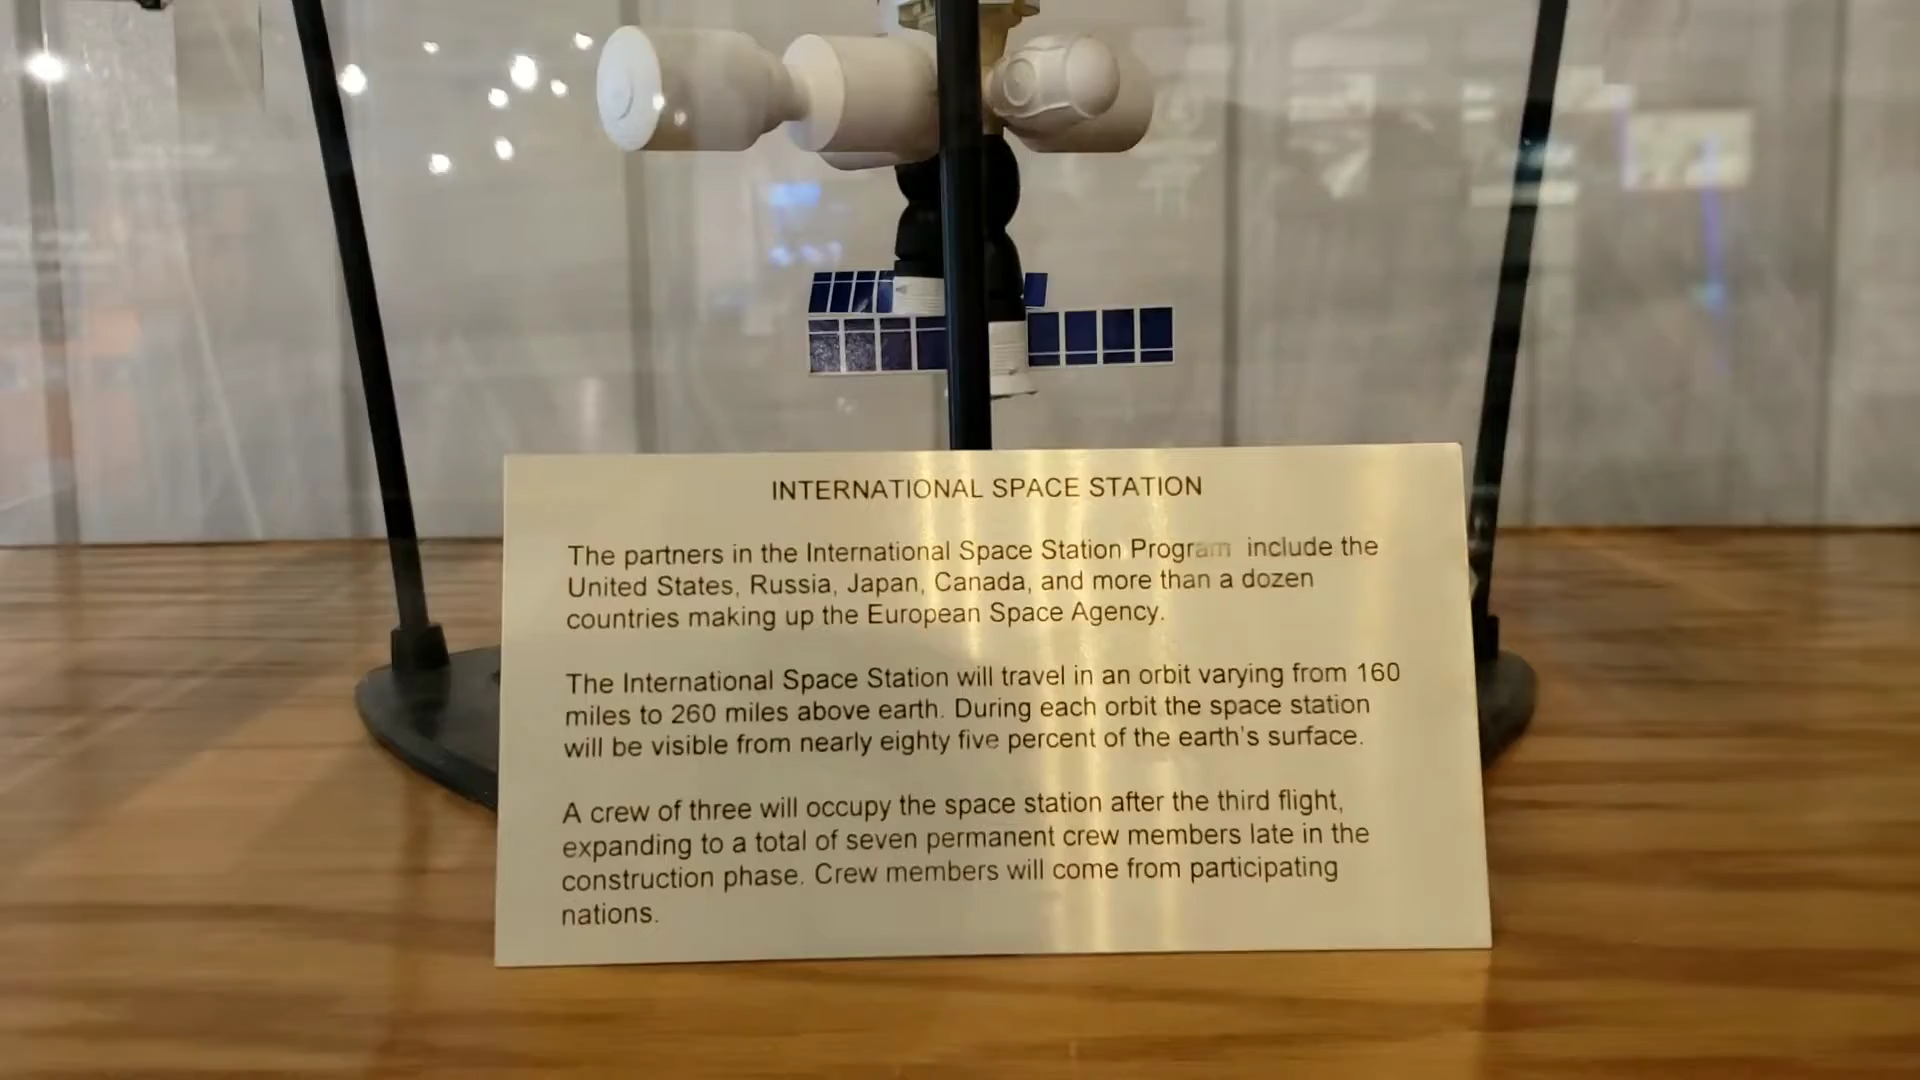 INTERNATIONAL SPACE STATION
The partners in the International Space Station Program include the
United States, Russia, Japan, Canada, and more than a dozen
countries making up the European Space Agency.
The International Space Station will travel in an orbit varying from 160
miles to 260 miles above earth. During each orbit the space station
will be visible from nearly eighty five percent of the earth's surface.
A crew of three will occupy the space station after the third flight,
expanding to a total of seven permanent crew members late in the
construction phase. Crew members will come from participating
nations.